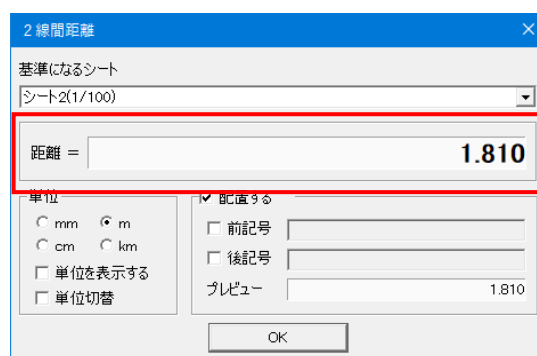 2線間距離
基準になるシート
シート2(1/100)
距離 = 1.810
単位
mm m
cm km
単位を表示する
単位切替
配置する
前記号
後記号
プレビュー 1.810
OK